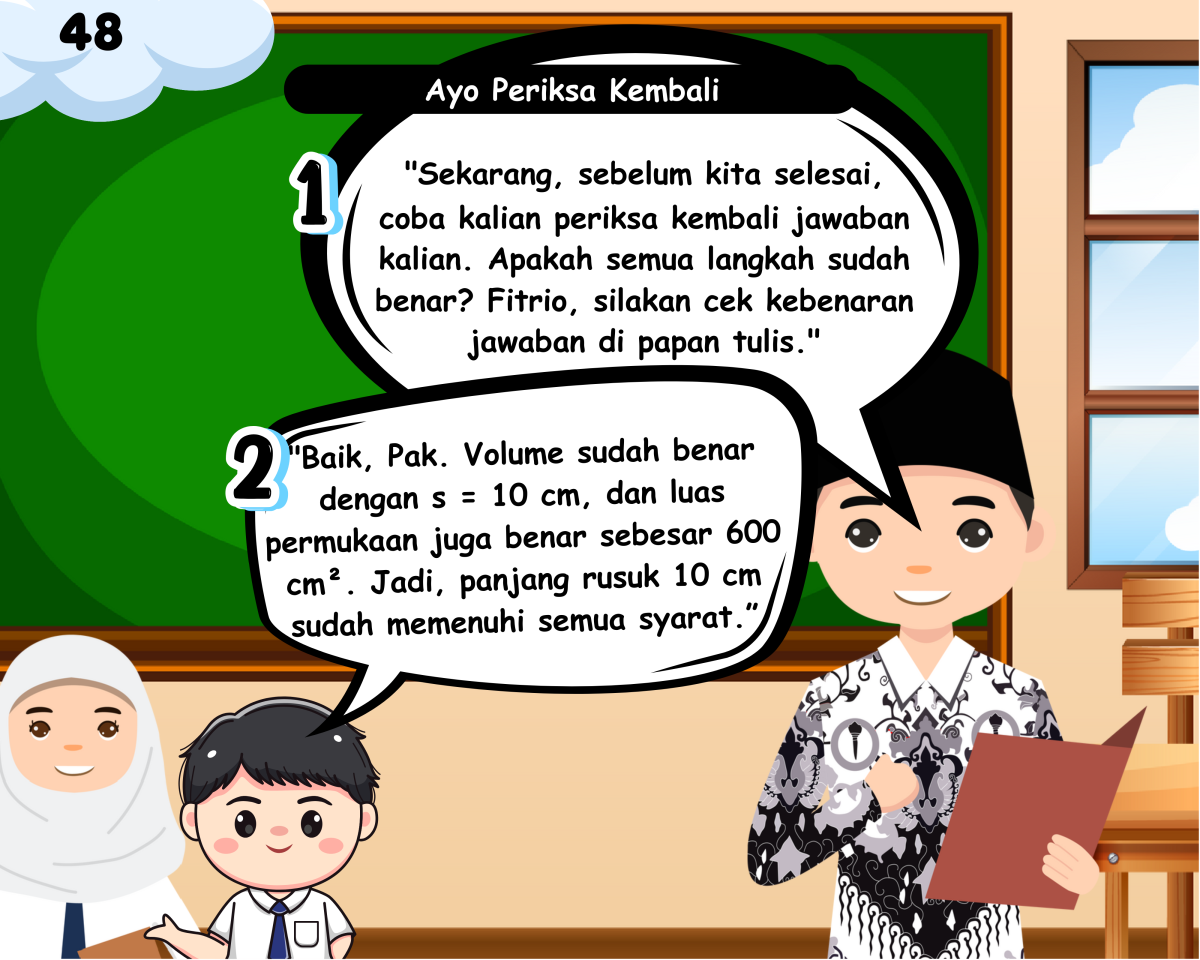 48
Ayo Periksa Kembali
1
"Sekarang, sebelum kita selesai,
coba kalian periksa kembali jawaban
kalian. Apakah semua langkah sudah
benar? Fitrio, silakan cek kebenaran
jawaban di papan tulis."
2
"Baik, Pak. Volume sudah benar
dengan s = 10 cm, dan luas
permukaan juga benar sebesar 600
cm². Jadi, panjang rusuk 10 cm
sudah memenuhi semua syarat.”